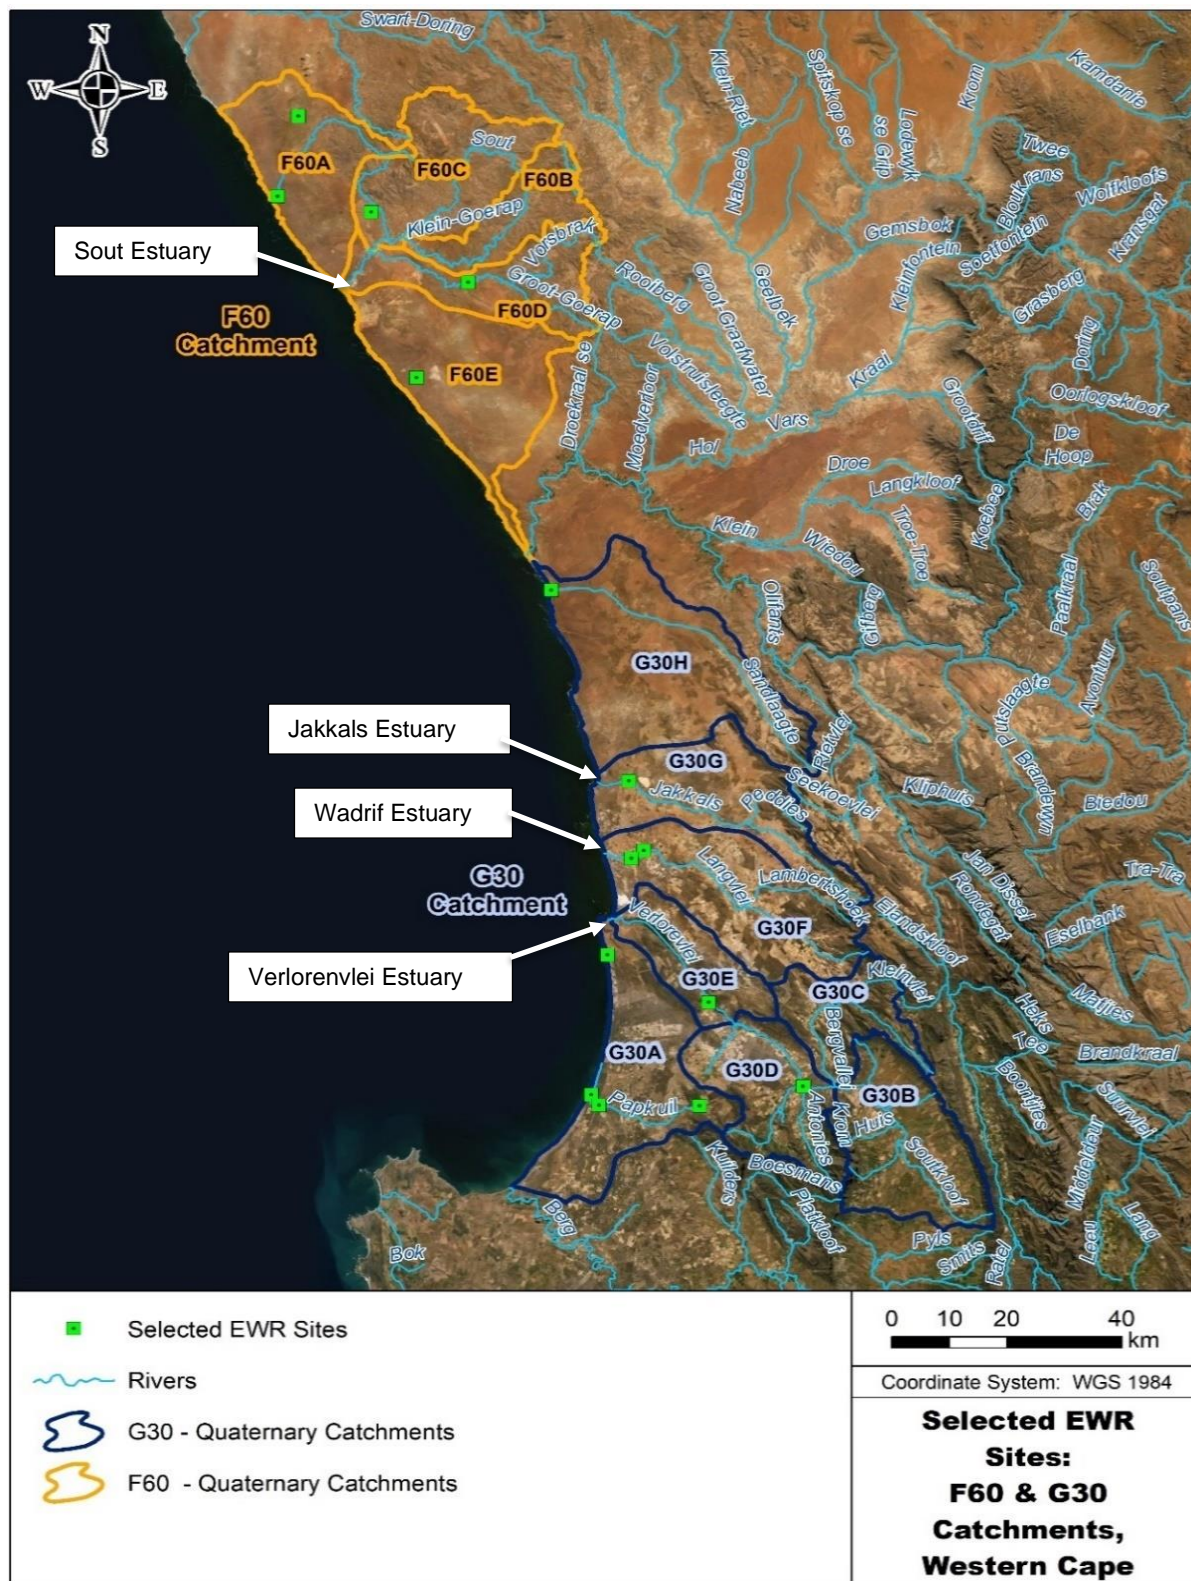 N
W
E
S
Swart-Doring
Klein-Riet
Spitskop se
Krom
Kamdanie
Lodewyk
se Grip
Nabeeb
Twee
Bloukrans
Wolfkloofs
Kransgat
Sout
F60A
F60C
F60B
Klein-Goerap
Vorsbrak
Gemsbok
Kleinfontein
Soetfontein
Grasberg
Sout Estuary
Rooiberg
Groot-Graafwater
Geelbek
Groot-Goerap
F60D
F60
Catchment
F60E
Volstruisleegte
Kraai
Doring
Oorlogskloof
Droekraal se
Moedverloor
Vars
Hol
Grootdrif
De
Hoop
Droe
Langkloof
Koebee
Brak
Klein
Wiedou
Troe-Troe
Paalkraal
Soutpans
Olifants
Gifberg
G30H
Sandlaagte
Putslaagte
Avontuur
Rietvlei
Jakkals Estuary
G30G
Seekoevlei
Kliphuis
Brandewyn
Biedou
Jakkals
Peddies
Wadrif Estuary
Jan Dissel
Tra-Tra
Langvlei
Lambertshoek
Rondegat
G30
Catchment
Verlorevlei
Elandskloof
Eselbank
G30F
Verlorenvlei Estuary
G30E
G30C
Kleinvlei
Matjies
Heks
Lee
Bergvallei
G30A
G30D
Brandkraal
Boontjies
G30B
Papkuil
Antonies
Krom
Huis
Suurvlei
Kuilders
Boesmans
Soutkloof
Middeldeur
Platkloof
Berg
Lang
Leeu
Bok
Pyls
Smits
Ratel
Selected EWR Sites
Rivers
G30 - Quaternary Catchments
F60 - Quaternary Catchments
0 10 20 40
km
Coordinate System: WGS 1984
Selected EWR
Sites:
F60 & G30
Catchments,
Western Cape